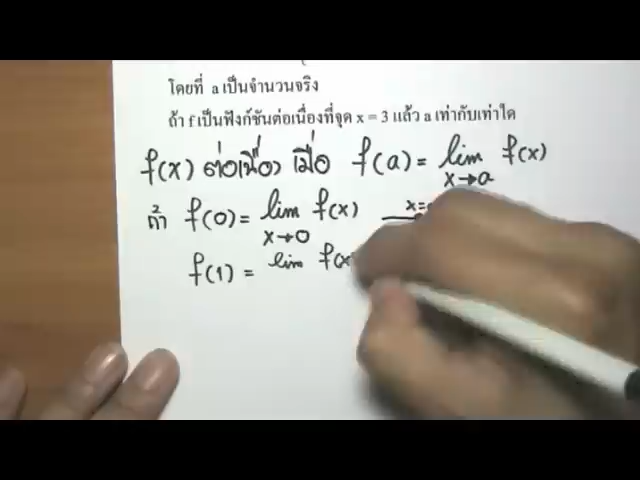 โดยที่ a เป็นจำนวนจริง
ถ้า f เป็นฟังก์ชันต่อเนื่องที่จุด x = 3 แล้ว a เท่ากับเท่าใด
f(x) ต่อเนื่อง เมื่อ f(a) = lim f(x)
x→a
ถ้า f(0) = lim f(x) x=
x→0
f(1) = lim f(x